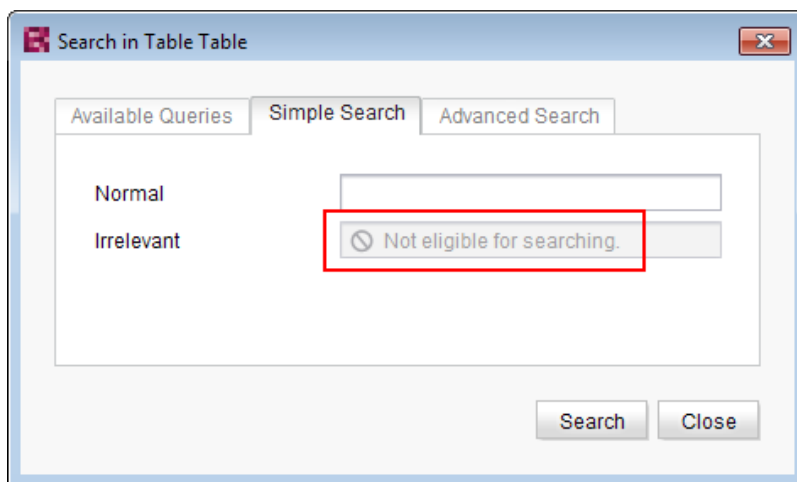 Search in Table Table
Available Queries Simple Search Advanced Search
Normal
Irrelevant Not eligible for searching.
Search Close